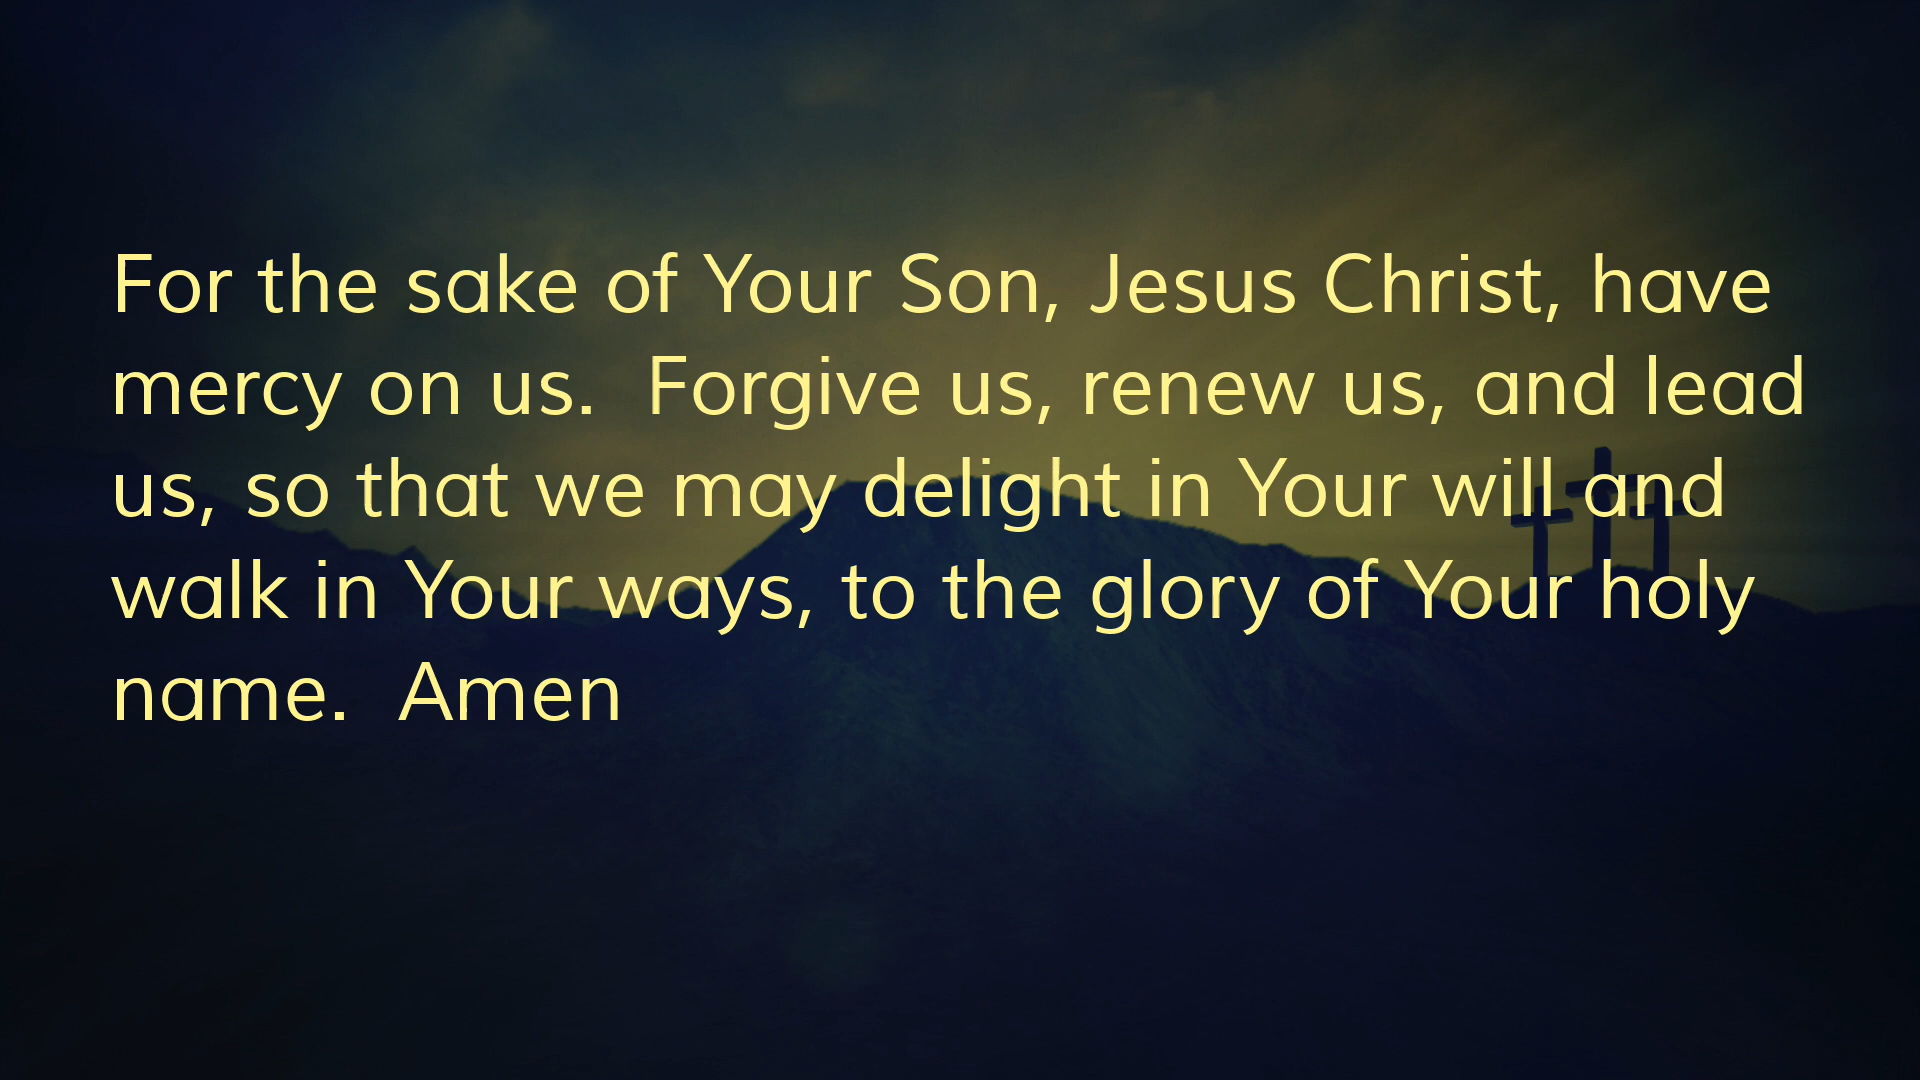 For the sake of Your Son, Jesus Christ, have
mercy on us.  Forgive us, renew us, and lead
us, so that we may delight in Your will and
walk in Your ways, to the glory of Your holy
name.  Amen